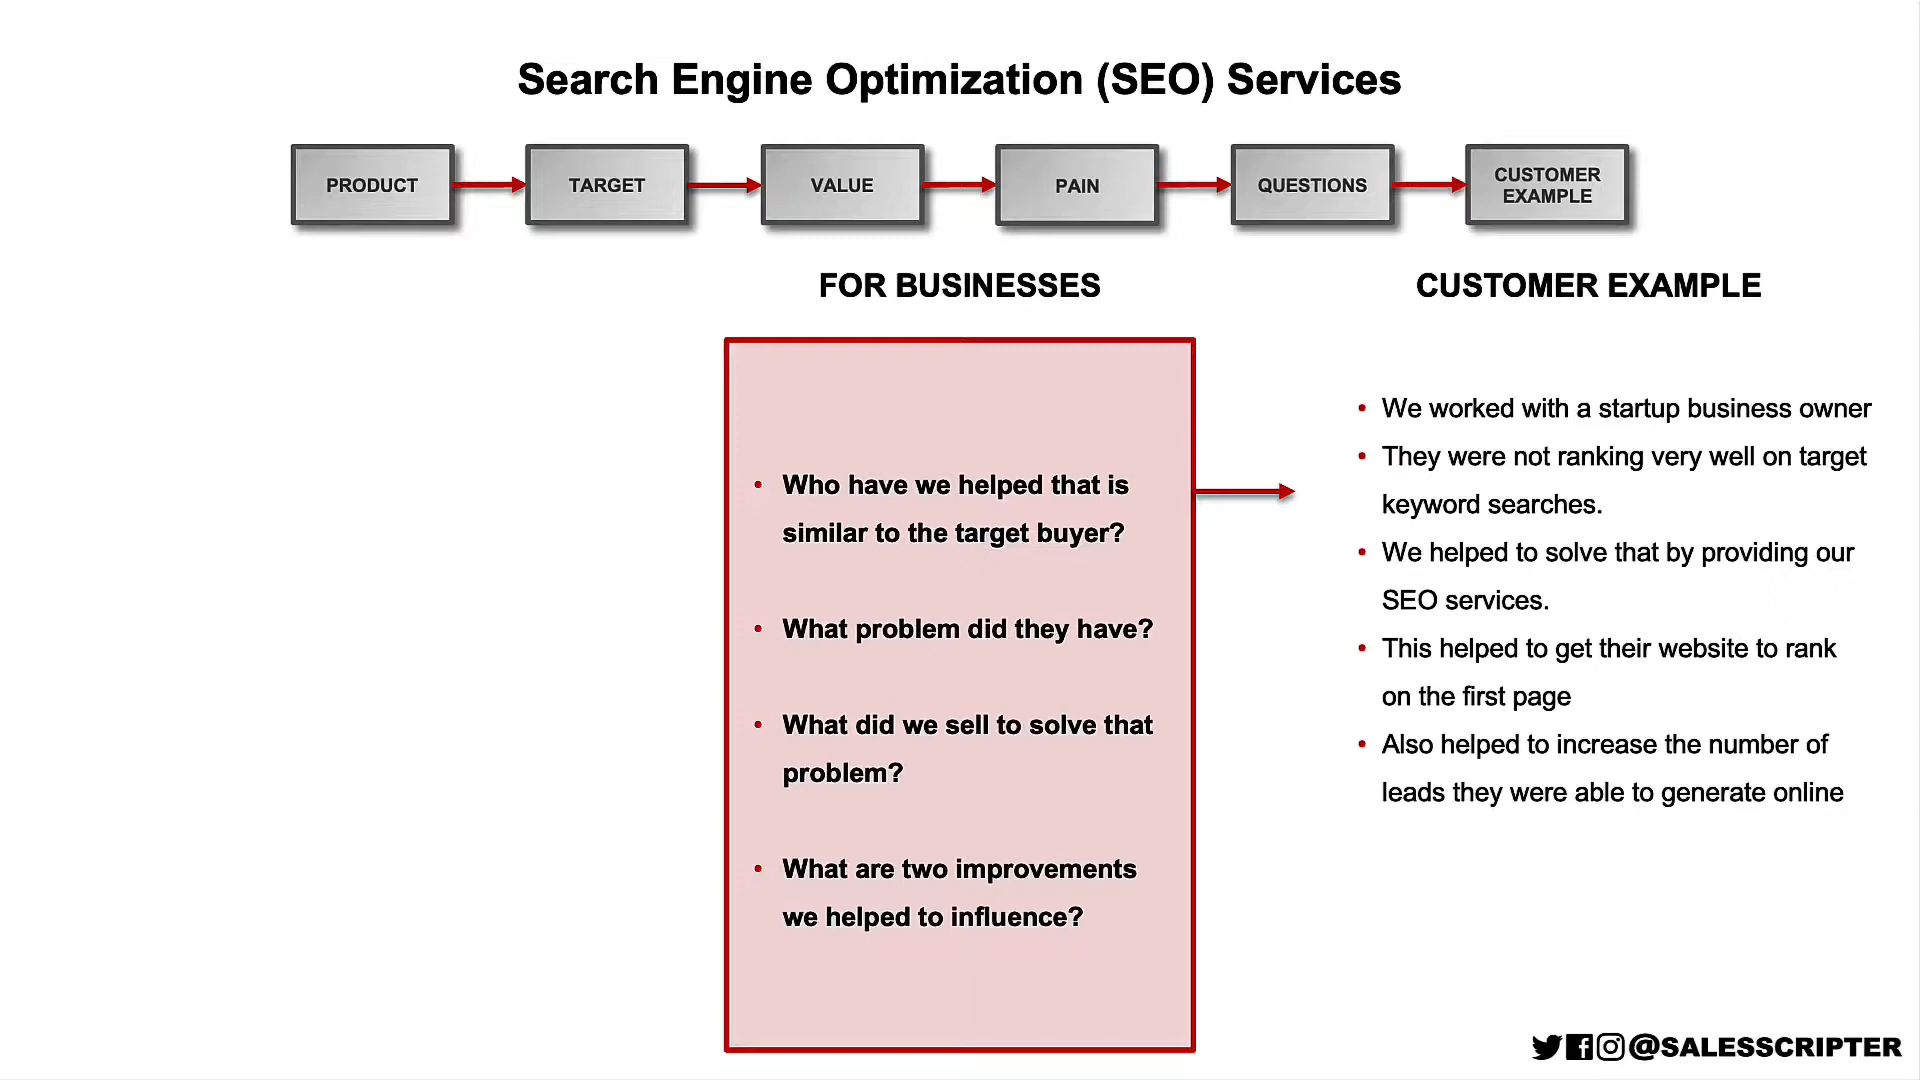 Search Engine Optimization (SEO) Services
PRODUCT
TARGET
VALUE
PAIN
QUESTIONS
CUSTOMER
EXAMPLE
FOR BUSINESSES
• Who have we helped that is
similar to the target buyer?
• What problem did they have?
• What did we sell to solve that
problem?
• What are two improvements
we helped to influence?
CUSTOMER EXAMPLE
• We worked with a startup business owner
• They were not ranking very well on target
keyword searches.
• We helped to solve that by providing our
SEO services.
• This helped to get their website to rank
on the first page
• Also helped to increase the number of
leads they were able to generate online
@SALESSCRIPTER